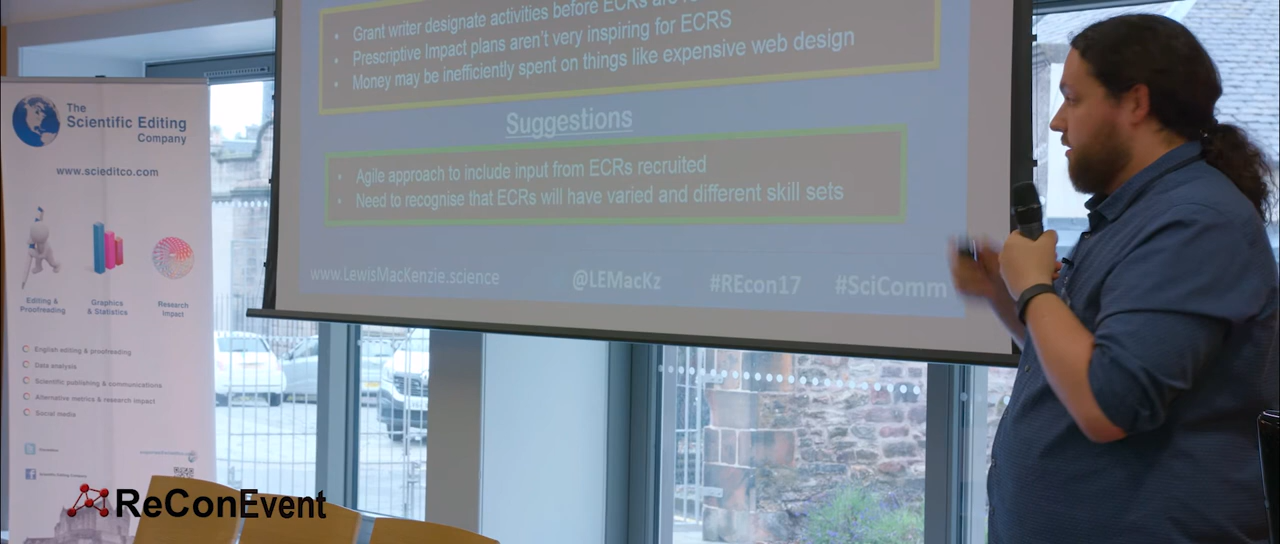 The
Scientific Editing
Company
www.scieditco.com
Editing &
Proofreading
Graphics
& Statistics
Research
Impact
English editing & proofreading
Data analysis
Scientific publishing & communications
Alternative metrics & research impact
Social media
• Grant writer designate activities before ECRs are
• Prescriptive Impact plans aren't very inspiring for ECRS
• Money may be inefficiently spent on things like expensive web design
Suggestions
• Agile approach to include input from ECRs recruited
• Need to recognise that ECRs will have varied and different skill sets
www.LewisMacKenzie.science @LEMacKz #REcon17 #SciComm
ReConEvent